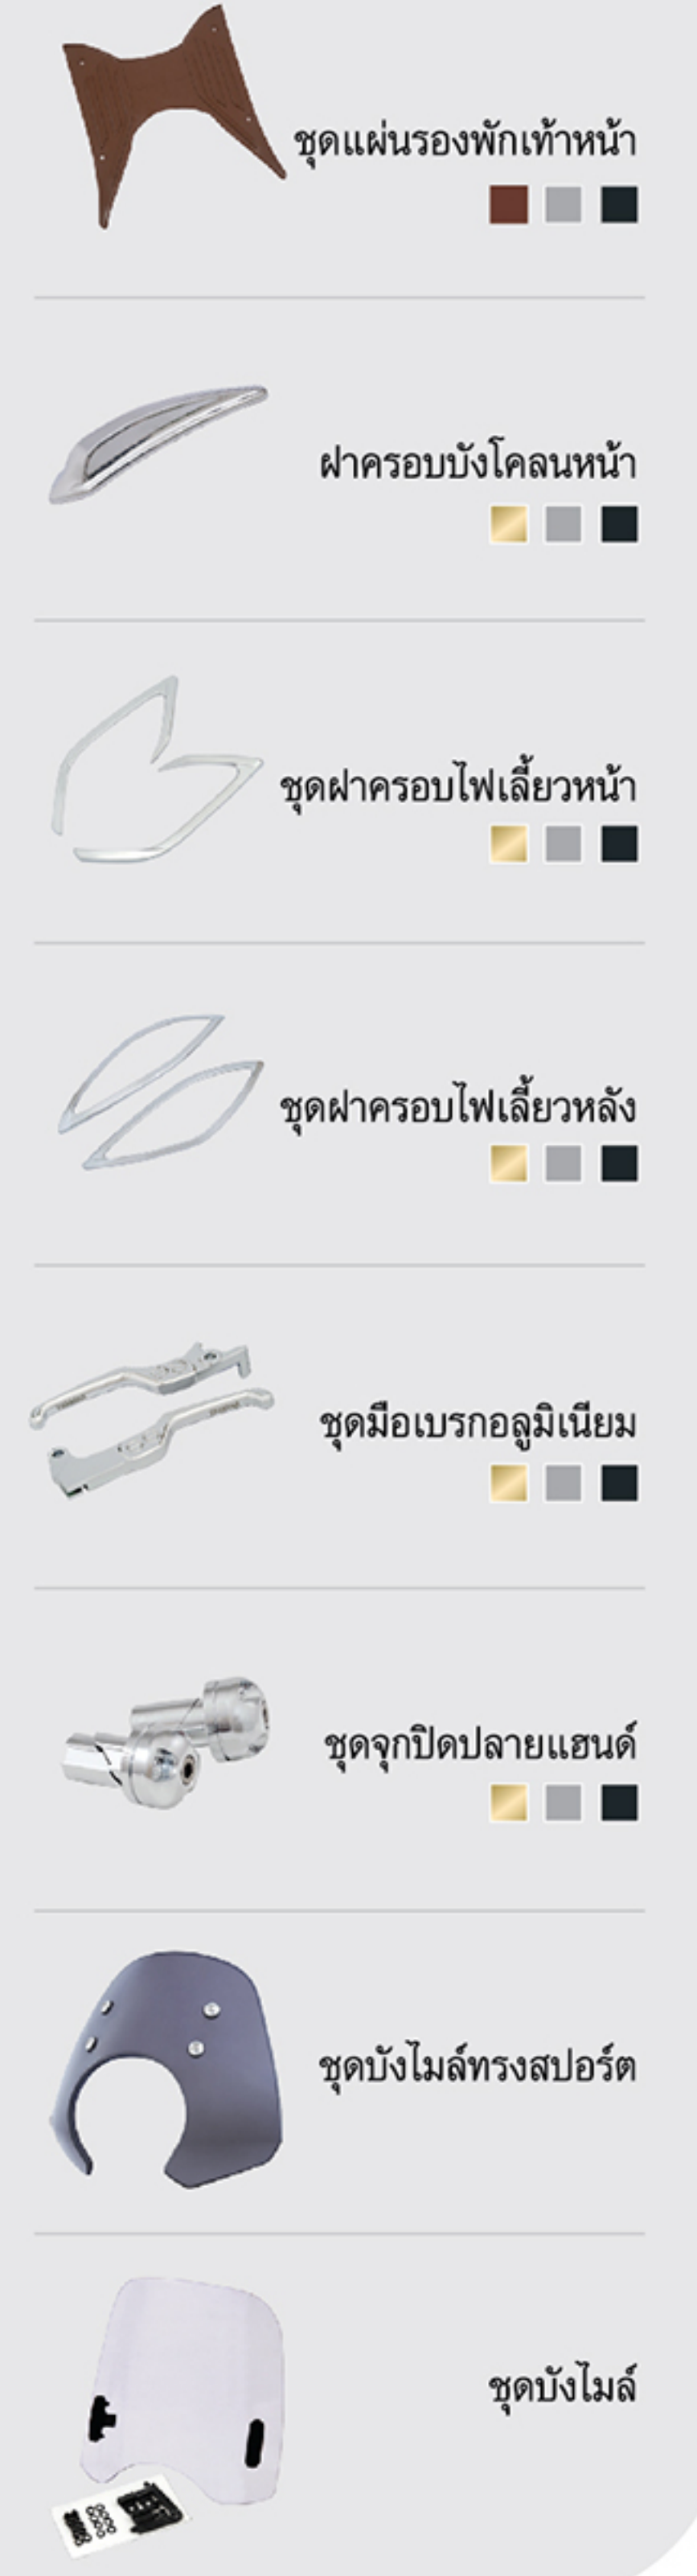 ชุดแผ่นรองพักเท้าหน้า
ฝาครอบบังโคลนหน้า
ชุดฝาครอบไฟเลี้ยวหน้า
ชุดฝาครอบไฟเลี้ยวหลัง
ชุดมือเบรกอลูมิเนียม
ชุดจุกปิดปลายแฮนด์
ชุดบังไมล์ทรงสปอร์ต
ชุดบังไมล์